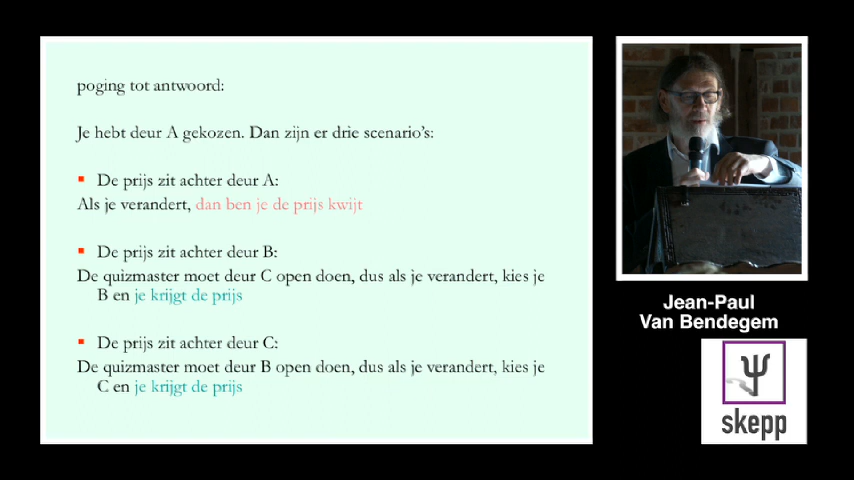 poging tot antwoord:
Je hebt deur A gekozen. Dan zijn er drie scenario's:
De prijs zit achter deur A:
Als je verandert, dan ben je de prijs kwijt
De prijs zit achter deur B:
De quizmaster moet deur C open doen, dus als je verandert, kies je
B en je krijgt de prijs
De prijs zit achter deur C:
De quizmaster moet deur B open doen, dus als je verandert, kies je
C en je krijgt de prijs
Jean-Paul
Van Bendegem
skepp